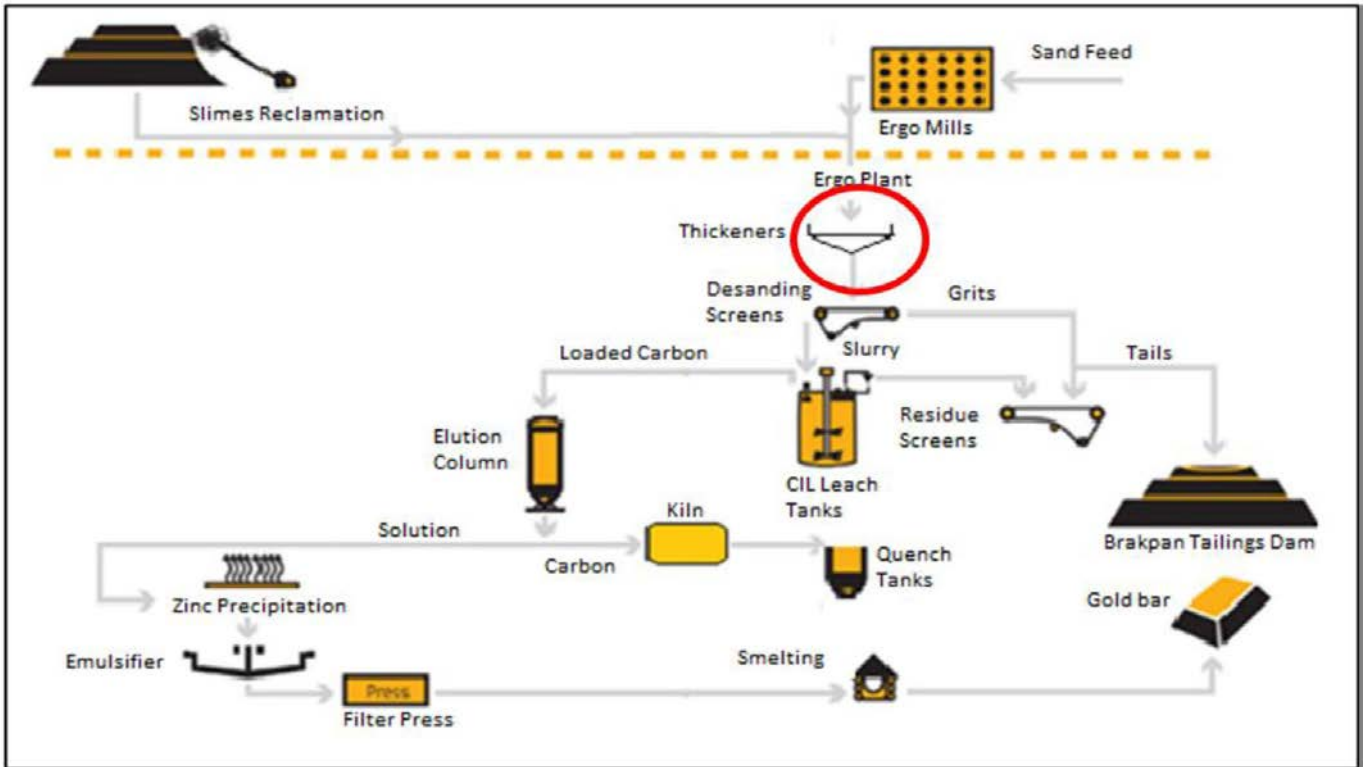 Sand Feed
Slimes Reclamation
Ergo Mills
Ergo Plant
Thickeners
Desanding
Screens
Grits
Slurry
Loaded Carbon
Tails
Residue
Screens
Elution
Column
CIL Leach
Tanks
Kiln
Solution
Carbon
Quench
Tanks
Brakpan Tailings Dam
Zinc Precipitation
Gold bar
Emulsifier
Smelting
Press
Filter Press